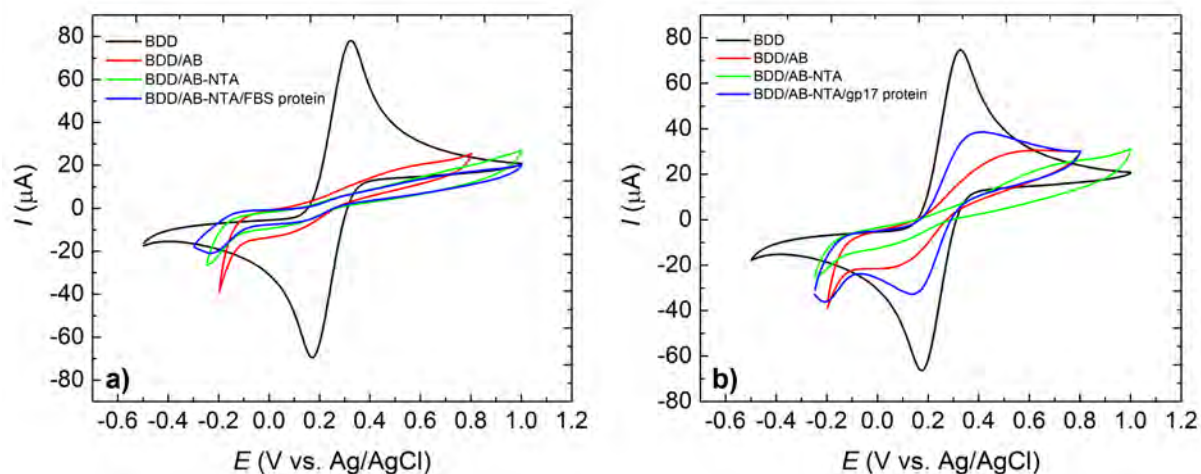 80
60
40
20
0
-20
-40
-60
-80
I (μA)
BDD
BDD/AB
BDD/AB-NTA
BDD/AB-NTA/FBS protein
a)
-0.6 -0.4 -0.2 0.0 0.2 0.4 0.6 0.8 1.0 1.2
E (V vs. Ag/AgCl)
80
60
40
20
0
-20
-40
-60
-80
I (μA)
BDD
BDD/AB
BDD/AB-NTA
BDD/AB-NTA/gp17 protein
b)
-0.6 -0.4 -0.2 0.0 0.2 0.4 0.6 0.8 1.0 1.2
E (V vs. Ag/AgCl)